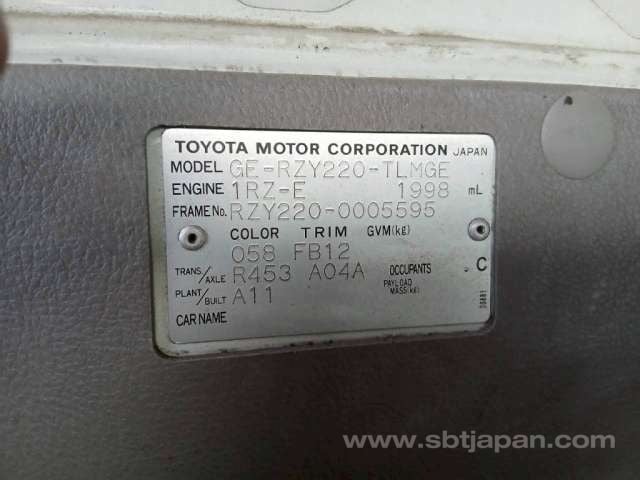 TOYOTA MOTOR CORPORATION JAPAN
MODEL GE-RZY220-TLMGE
ENGINE 1RZ-E 1998 mL
FRAME No. RZY220-0005595
COLOR TRIM GVM(kg)
058 FB12
TRANS/AXLE R453 A04A OCCUPANTS C
PLANT/BUILT A11 PAYLOAD MASS(kg)
CAR NAME
www.sbtjapan.com